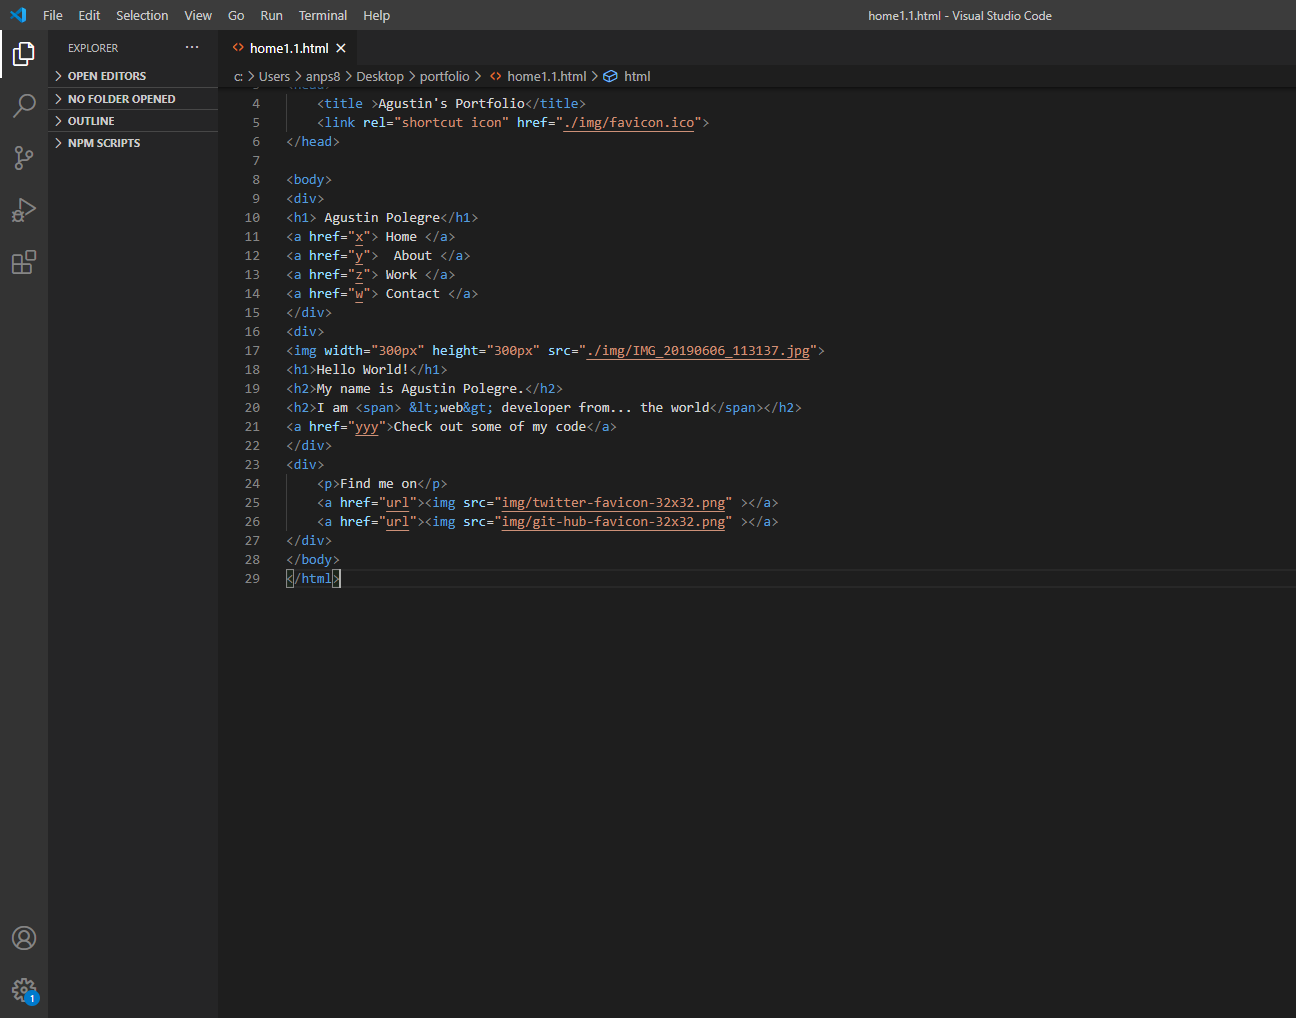 File Edit Selection View Go Run Terminal Help
home1.1.html - Visual Studio Code
EXPLORER ···
OPEN EDITORS
NO FOLDER OPENED
OUTLINE
NPM SCRIPTS
home1.1.html
c: > Users > anps8 > Desktop > portfolio > home1.1.html > html
4 <title >Agustin's Portfolio</title>
5 <link rel="shortcut icon" href="./img/favicon.ico">
6 </head>
7
8 <body>
9 <div>
10 <h1> Agustin Polegre</h1>
11 <a href="x"> Home </a>
12 <a href="y">  About </a>
13 <a href="z"> Work </a>
14 <a href="w"> Contact </a>
15 </div>
16 <div>
17 <img width="300px" height="300px" src="./img/IMG_20190606_113137.jpg">
18 <h1>Hello World!</h1>
19 <h2>My name is Agustin Polegre.</h2>
20 <h2>I am <span> &lt;web&gt; developer from... the world</span></h2>
21 <a href="yyy">Check out some of my code</a>
22 </div>
23 <div>
24 <p>Find me on</p>
25 <a href="url"><img src="img/twitter-favicon-32x32.png" ></a>
26 <a href="url"><img src="img/git-hub-favicon-32x32.png" ></a>
27 </div>
28 </body>
29 </html>
1